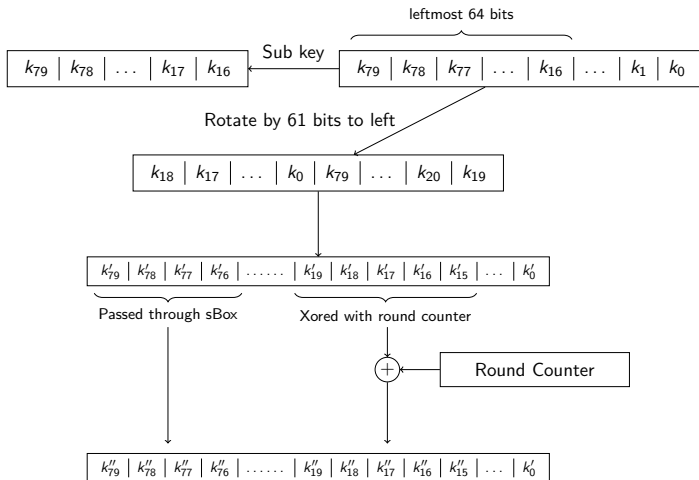 leftmost 64 bits
k79 | k78 | ... | k17 | k16
Sub key
k79 | k78 | k77 | ... | k16 | ... | k1 | k0
Rotate by 61 bits to left
k18 | k17 | ... | k0 | k79 | ... | k20 | k19
k′79 | k′78 | k′77 | k′76 | ...... | k′19 | k′18 | k′17 | k′16 | k′15 | ... | k′0
Passed through sBox
Xored with round counter
+
Round Counter
k′′79 | k′′78 | k′′77 | k′′76 | ...... | k′′19 | k′′18 | k′′17 | k′′16 | k′′15 | ... | k′0